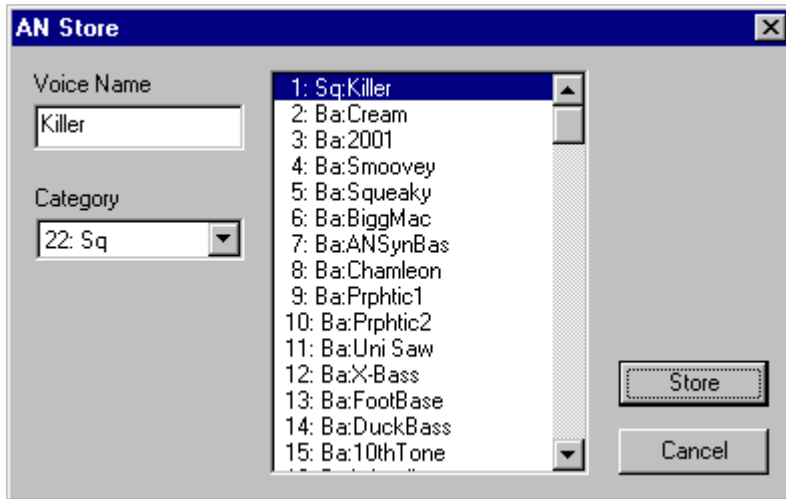 AN Store
Voice Name
Killer
Category
22: Sq
1: Sq:Killer
2: Ba:Cream
3: Ba:2001
4: Ba:Smoovey
5: Ba:Squeaky
6: Ba:BiggMac
7: Ba:ANSynBas
8: Ba:Chamleon
9: Ba:Prphtic1
10: Ba:Prphtic2
11: Ba:Uni Saw
12: Ba:X-Bass
13: Ba:FootBase
14: Ba:DuckBass
15: Ba:10thTone
Store
Cancel